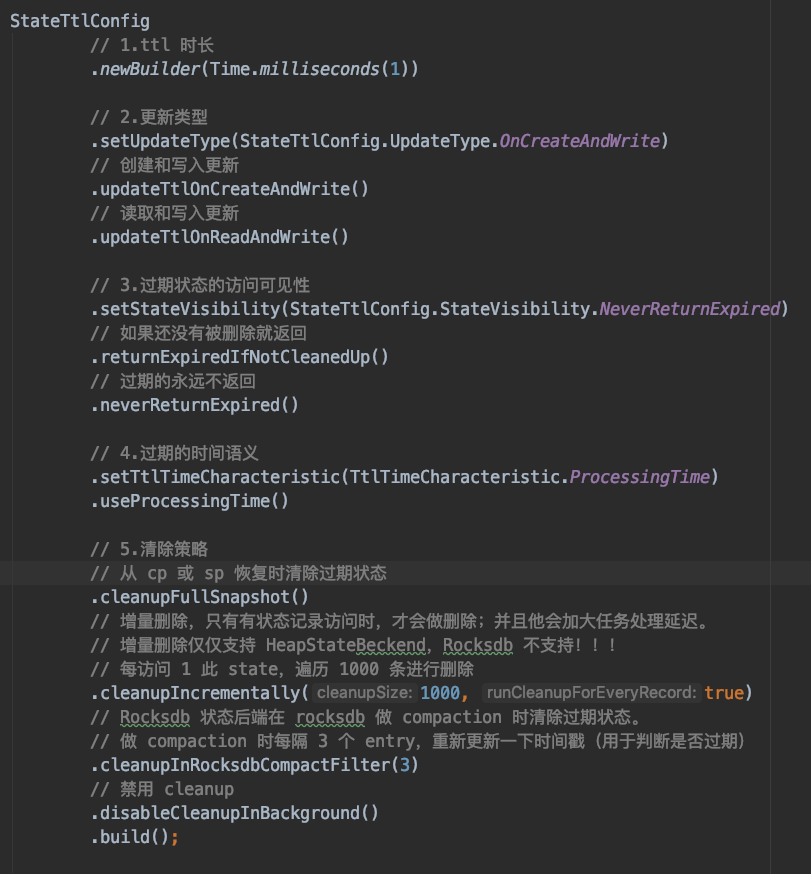 StateTtlConfig
// 1.ttl 时长
.newBuilder(Time.milliseconds(1))
// 2.更新类型
.setUpdateType(StateTtlConfig.UpdateType.OnCreateAndWrite)
// 创建和写入更新
.updateTtlOnCreateAndWrite()
// 读取和写入更新
.updateTtlOnReadAndWrite()
// 3.过期状态的访问可见性
.setStateVisibility(StateTtlConfig.StateVisibility.NeverReturnExpired)
// 如果还没有被删除就返回
.returnExpiredIfNotCleanedUp()
// 过期的永远不返回
.neverReturnExpired()
// 4.过期的时间语义
.setTtlTimeCharacteristic(TtlTimeCharacteristic.ProcessingTime)
.useProcessingTime()
// 5.清除策略
// 从 cp 或 sp 恢复时清除过期状态
.cleanupFullSnapshot()
// 增量删除，只有有状态记录访问时，才会做删除；并且他会加大任务处理延迟。
// 增量删除仅仅支持 HeapStateBeckend，Rocksdb 不支持！！！
// 每访问 1 此 state，遍历 1000 条进行删除
.cleanupIncrementally( cleanupSize: 1000, runCleanupForEveryRecord: true)
// Rocksdb 状态后端在 rocksdb 做 compaction 时清除过期状态。
// 做 compaction 时每隔 3 个 entry，重新更新一下时间戳（用于判断是否过期）
.cleanupInRocksdbCompactFilter(3)
// 禁用 cleanup
.disableCleanupInBackground()
.build();